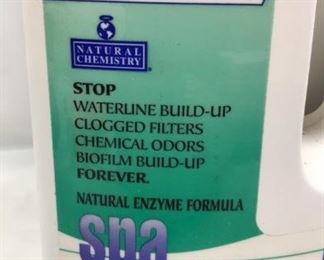 NATURAL
CHEMISTRY®
STOP
WATERLINE BUILD-UP
CLOGGED FILTERS
CHEMICAL ODORS
BIOFILM BUILD-UP
FOREVER.
NATURAL ENZYME FORMULA
spa